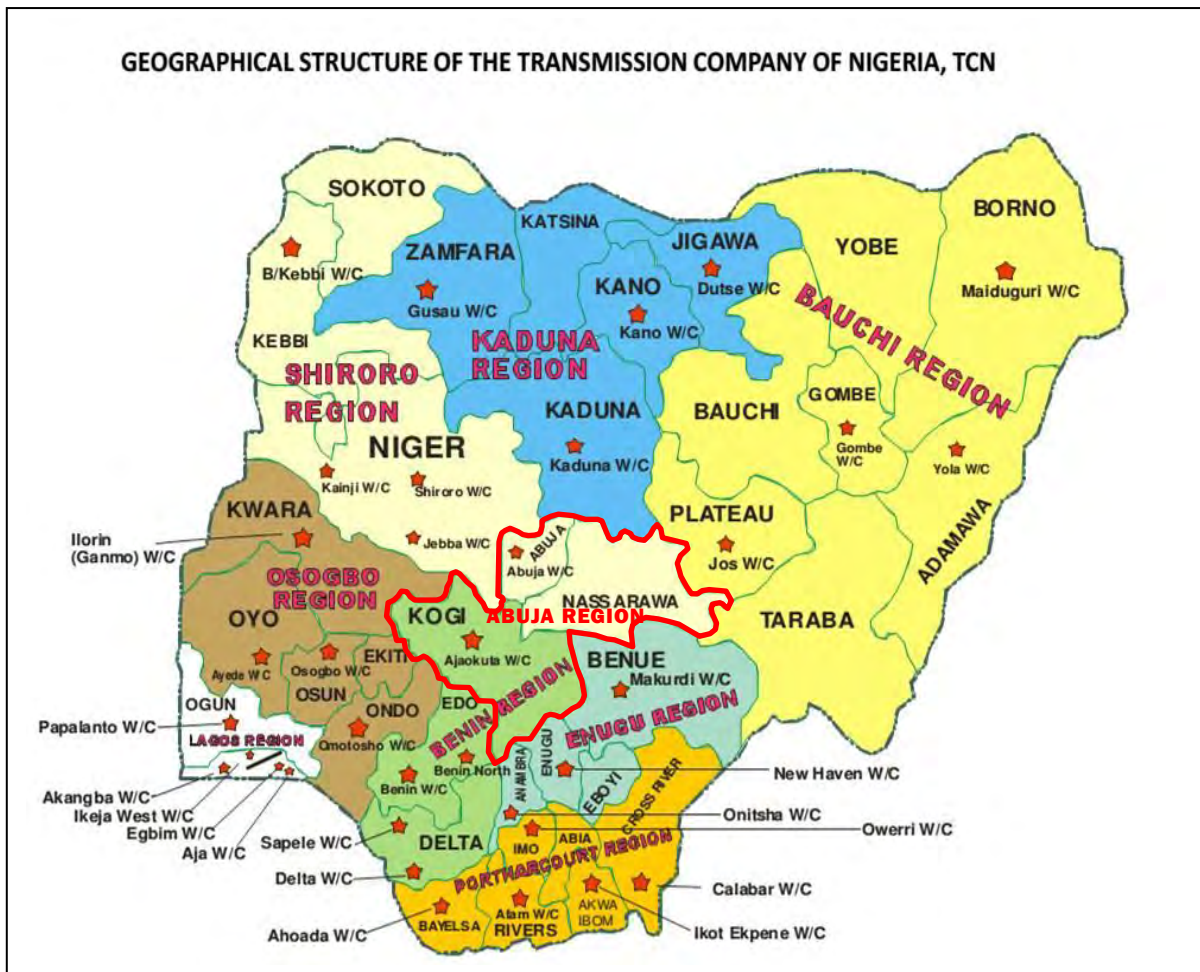 GEOGRAPHICAL STRUCTURE OF THE TRANSMISSION COMPANY OF NIGERIA, TCN
SOKOTO
B/Kebbi W/C
KEBBI
ZAMFARA
Gusau W/C
KATSINA
JIGAWA
Dutse W/C
KANO
Kano W/C
YOBE
BORNO
Maiduguri W/C
BAUCHI REGION
KADUNA
REGION
SHIRORO
REGION
KADUNA
Kaduna W/C
BAUCHI
GOMBE
Gombe
W/C
Yola W/C
ADAMAWA
NIGER
Kainji W/C
Shiroro W/C
Jebba W/C
KWARA
Ilorin
(Ganmo) W/C
ABUJA
Abuja W/C
PLATEAU
Jos W/C
OSOGBO
REGION
NASSARAWA
ABUJA REGION
TARABA
KOGI
Ajaokuta W/C
OYO
Ayede W C
Osogbo W/C
EKITI
OSUN
BENUE
Makurdi W/C
OGUN
Papalanto W/C
LAGOS REGION
ONDO
Omotosho W/C
EDO
BENIN REGION
ENUGU REGION
Benin North
Benin W/C
ANAMBRA
ENUGU
EBOYI
CROSS RIVER
New Haven W/C
Akangba W/C
Ikeja West W/C
Egbim W/C
Aja W/C
Sapele W/C
DELTA
Delta W/C
Onitsha W/C
Owerri W/C
IMO
ABIA
PORTHARCOURT REGION
Ahoada W/C
BAYELSA
Alam W/C
RIVERS
AKWA
IBOM
Calabar W/C
Ikot Ekpene W/C